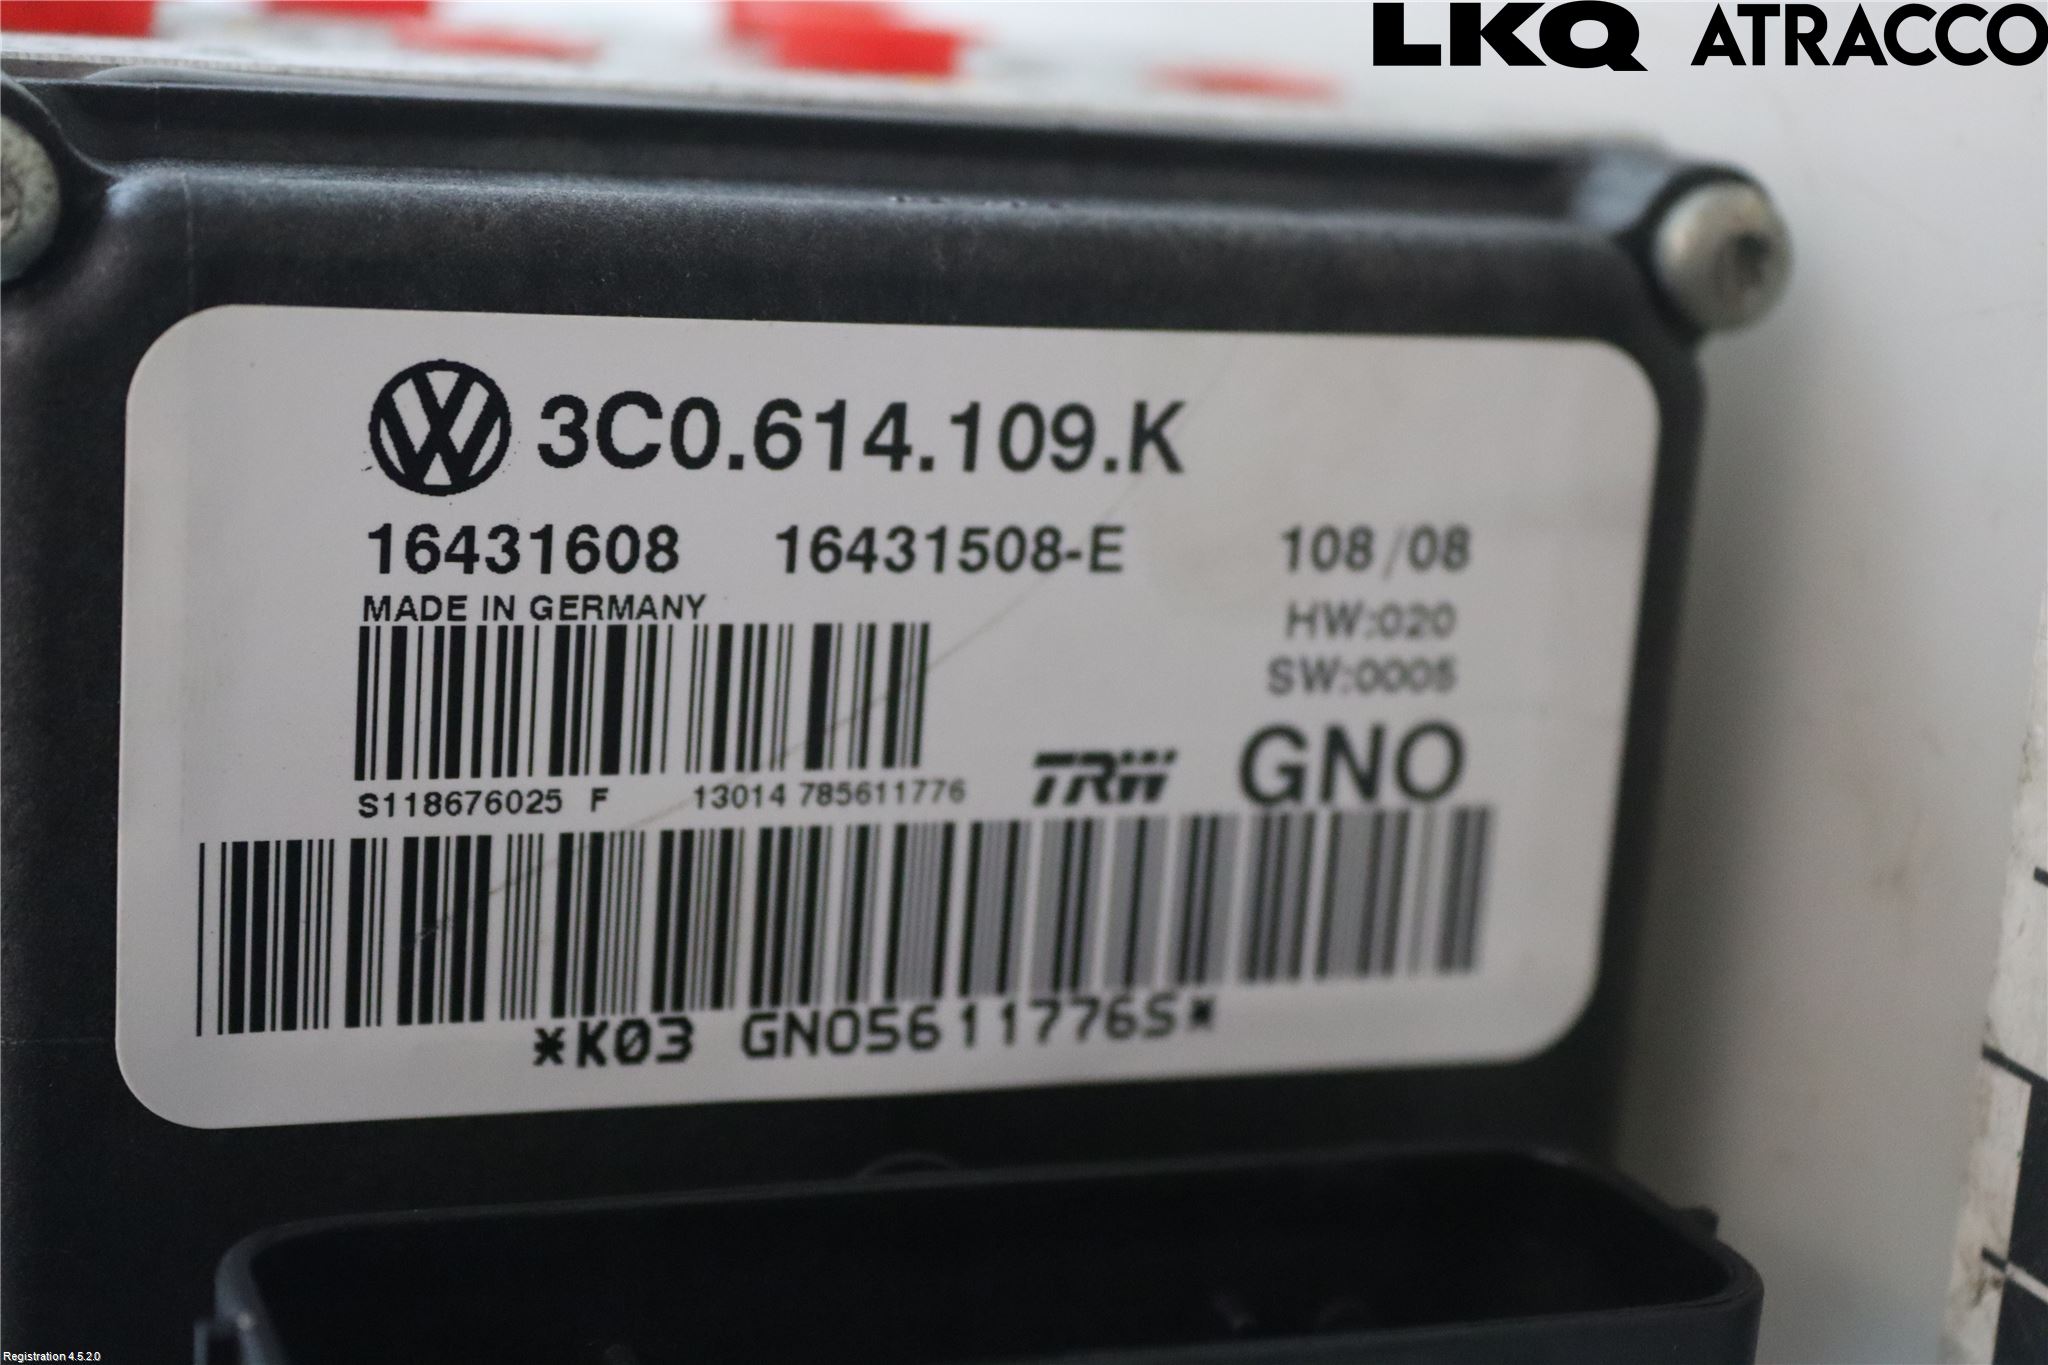 LKQ ATRACCO
3C0.614.109.K
16431608 16431508-E 108/08
MADE IN GERMANY HW:020
SW:0005
TRW GNO
S118676025 F 13014 785611776
*K03 GNO5611776S*
Registration 4.5.2.0